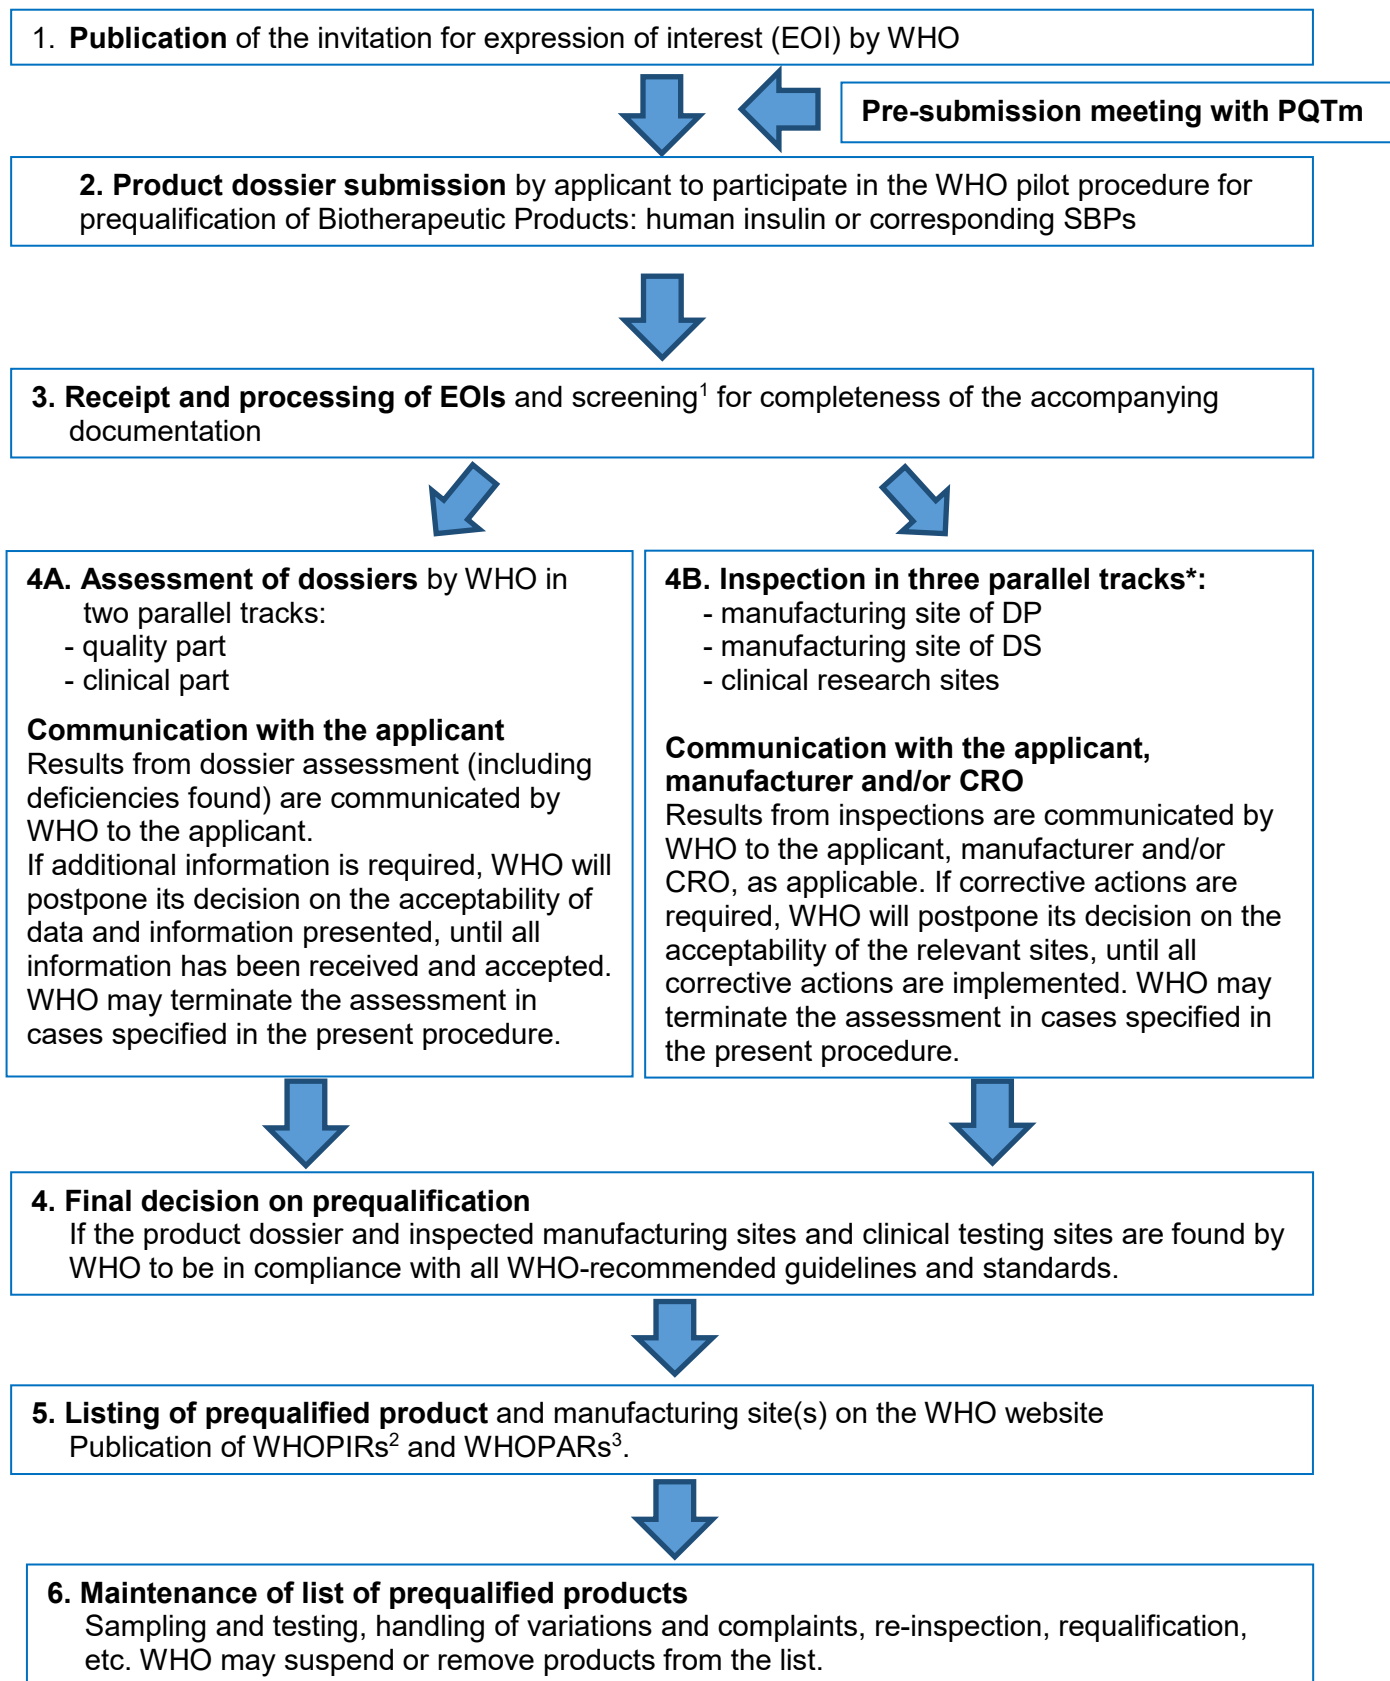 1. Publication of the invitation for expression of interest (EOI) by WHO
Pre-submission meeting with PQTm
2. Product dossier submission by applicant to participate in the WHO pilot procedure for
prequalification of Biotherapeutic Products: human insulin or corresponding SBPs
3. Receipt and processing of EOIs and screening¹ for completeness of the accompanying
documentation
4A. Assessment of dossiers by WHO in
two parallel tracks:
- quality part
- clinical part
Communication with the applicant
Results from dossier assessment (including
deficiencies found) are communicated by
WHO to the applicant.
If additional information is required, WHO will
postpone its decision on the acceptability of
data and information presented, until all
information has been received and accepted.
WHO may terminate the assessment in
cases specified in the present procedure.
4B. Inspection in three parallel tracks*:
- manufacturing site of DP
- manufacturing site of DS
- clinical research sites
Communication with the applicant,
manufacturer and/or CRO
Results from inspections are communicated by
WHO to the applicant, manufacturer and/or
CRO, as applicable. If corrective actions are
required, WHO will postpone its decision on the
acceptability of the relevant sites, until all
corrective actions are implemented. WHO may
terminate the assessment in cases specified in
the present procedure.
4. Final decision on prequalification
If the product dossier and inspected manufacturing sites and clinical testing sites are found by
WHO to be in compliance with all WHO-recommended guidelines and standards.
5. Listing of prequalified product and manufacturing site(s) on the WHO website
Publication of WHOPIRs² and WHOPARs³.
6. Maintenance of list of prequalified products
Sampling and testing, handling of variations and complaints, re-inspection, requalification,
etc. WHO may suspend or remove products from the list.